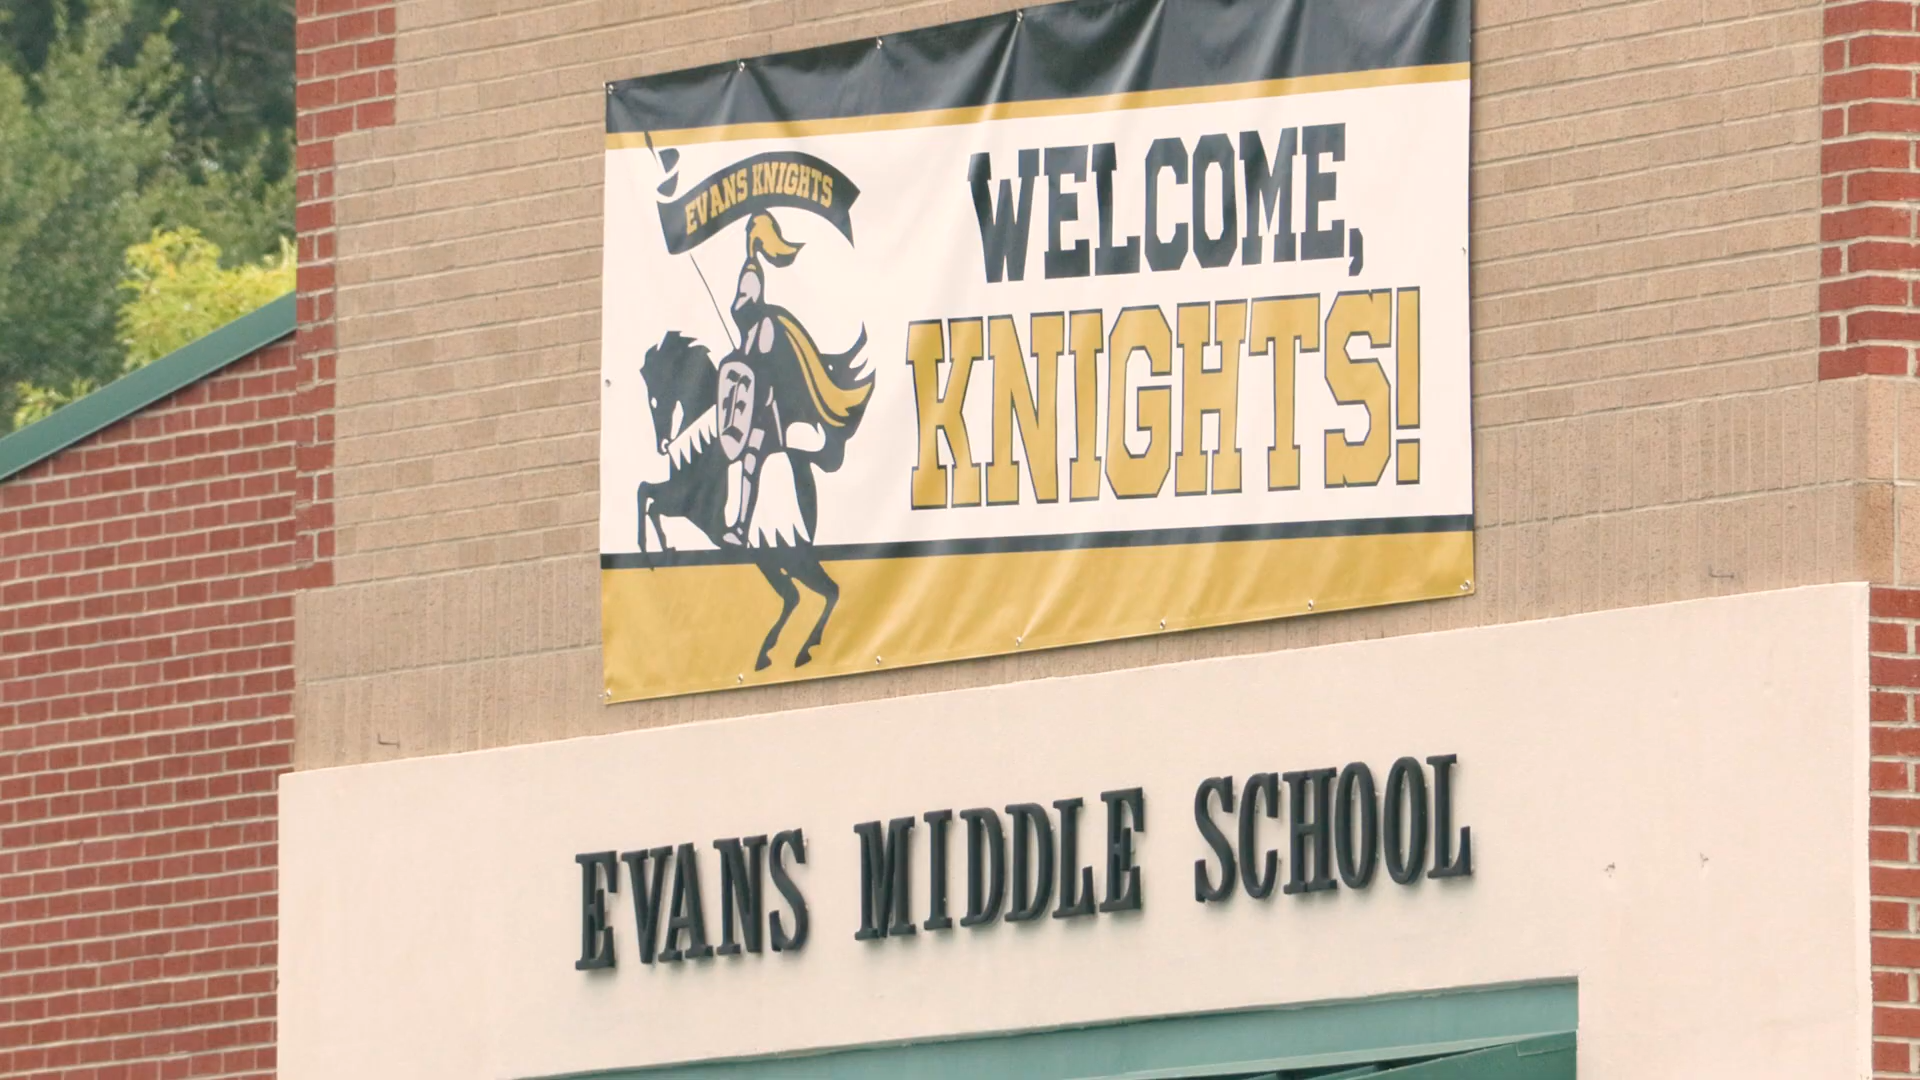 EVANS KNIGHTS
WELCOME,
KNIGHTS!
E
EVANS MIDDLE SCHOOL